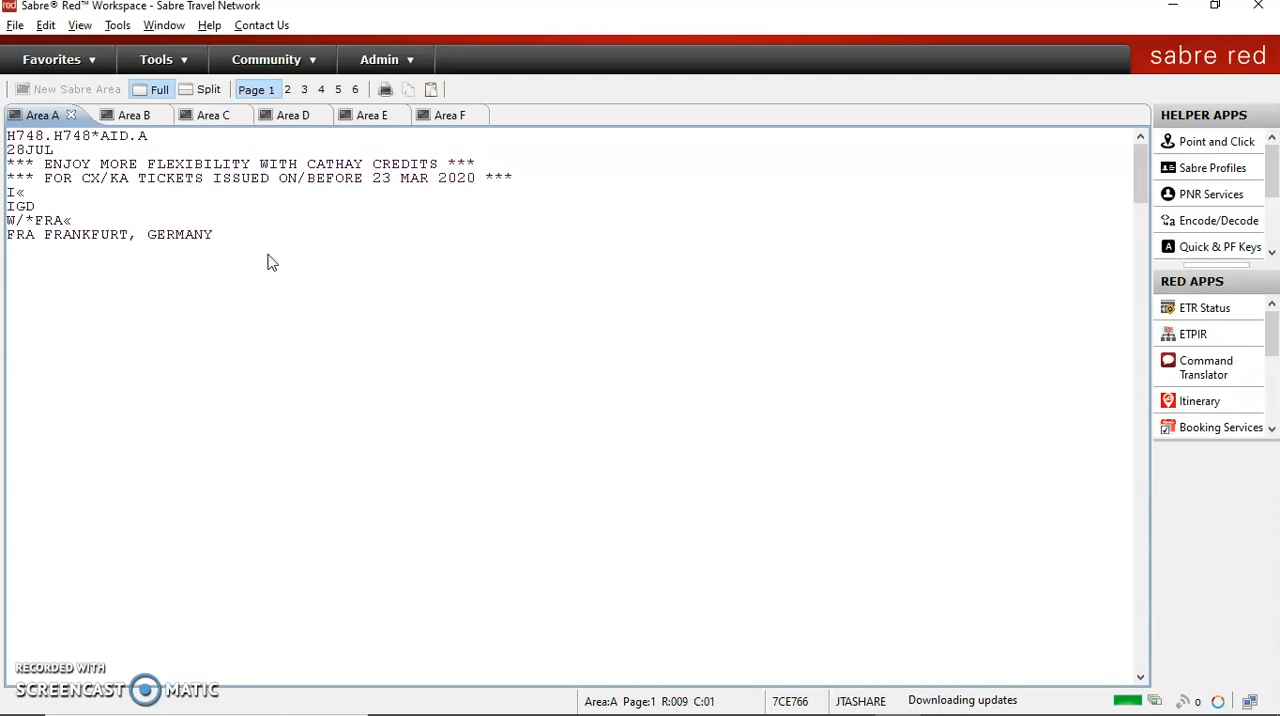 red Sabre® Red™ Workspace - Sabre Travel Network
File Edit View Tools Window Help Contact Us
Favorites Tools Community Admin
sabre red
New Sabre Area Full Split Page 1 2 3 4 5 6
Area A Area B Area C Area D Area E Area F
H748.H748*AID.A
28JUL
*** ENJOY MORE FLEXIBILITY WITH CATHAY CREDITS ***
*** FOR CX/KA TICKETS ISSUED ON/BEFORE 23 MAR 2020 ***
I«
IGD
W/*FRA«
FRA FRANKFURT, GERMANY
HELPER APPS
Point and Click
Sabre Profiles
PNR Services
Encode/Decode
A Quick & PF Keys
RED APPS
ETR Status
ETPIR
Command
Translator
Itinerary
Booking Services
RECORDED WITH
SCREENCAST MATIC
Area:A Page:1 R:009 C:01 7CE766 JTASHARE Downloading updates 0